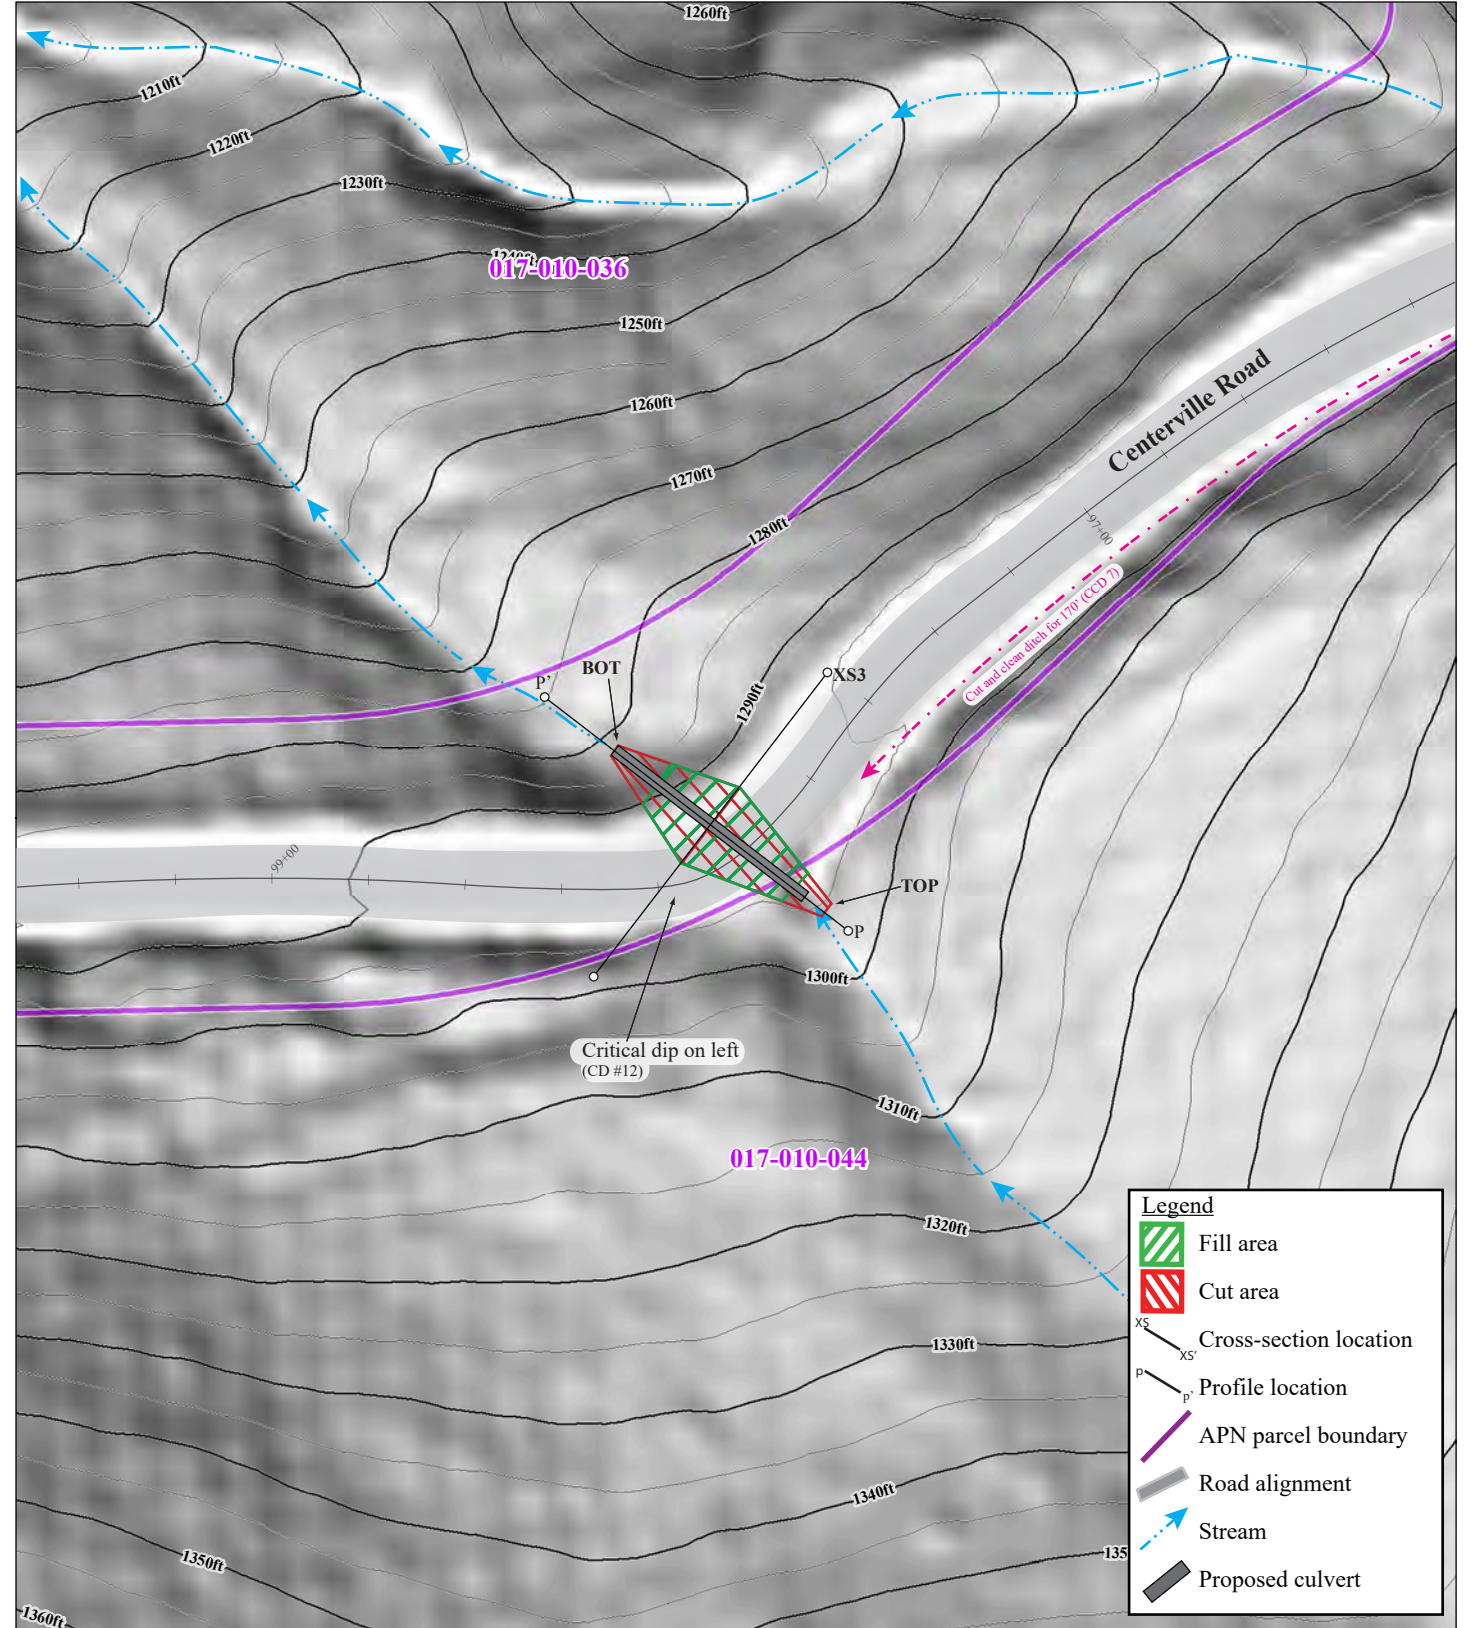 1260ft
1210ft
1220ft
1230ft
1240ft
017-010-036
1250ft
1260ft
1270ft
1280ft
Centerville Road
97+00
Cut and clean ditch for 170' (CCD 7)
BOT
P'
XS3
1290ft
99+00
TOP
P
1300ft
Critical dip on left
(CD #12)
1310ft
017-010-044
1320ft
1330ft
1340ft
1350ft
135
1360ft
Legend
Fill area
Cut area
XS
XS'
Cross-section location
P
P'
Profile location
APN parcel boundary
Road alignment
Stream
Proposed culvert